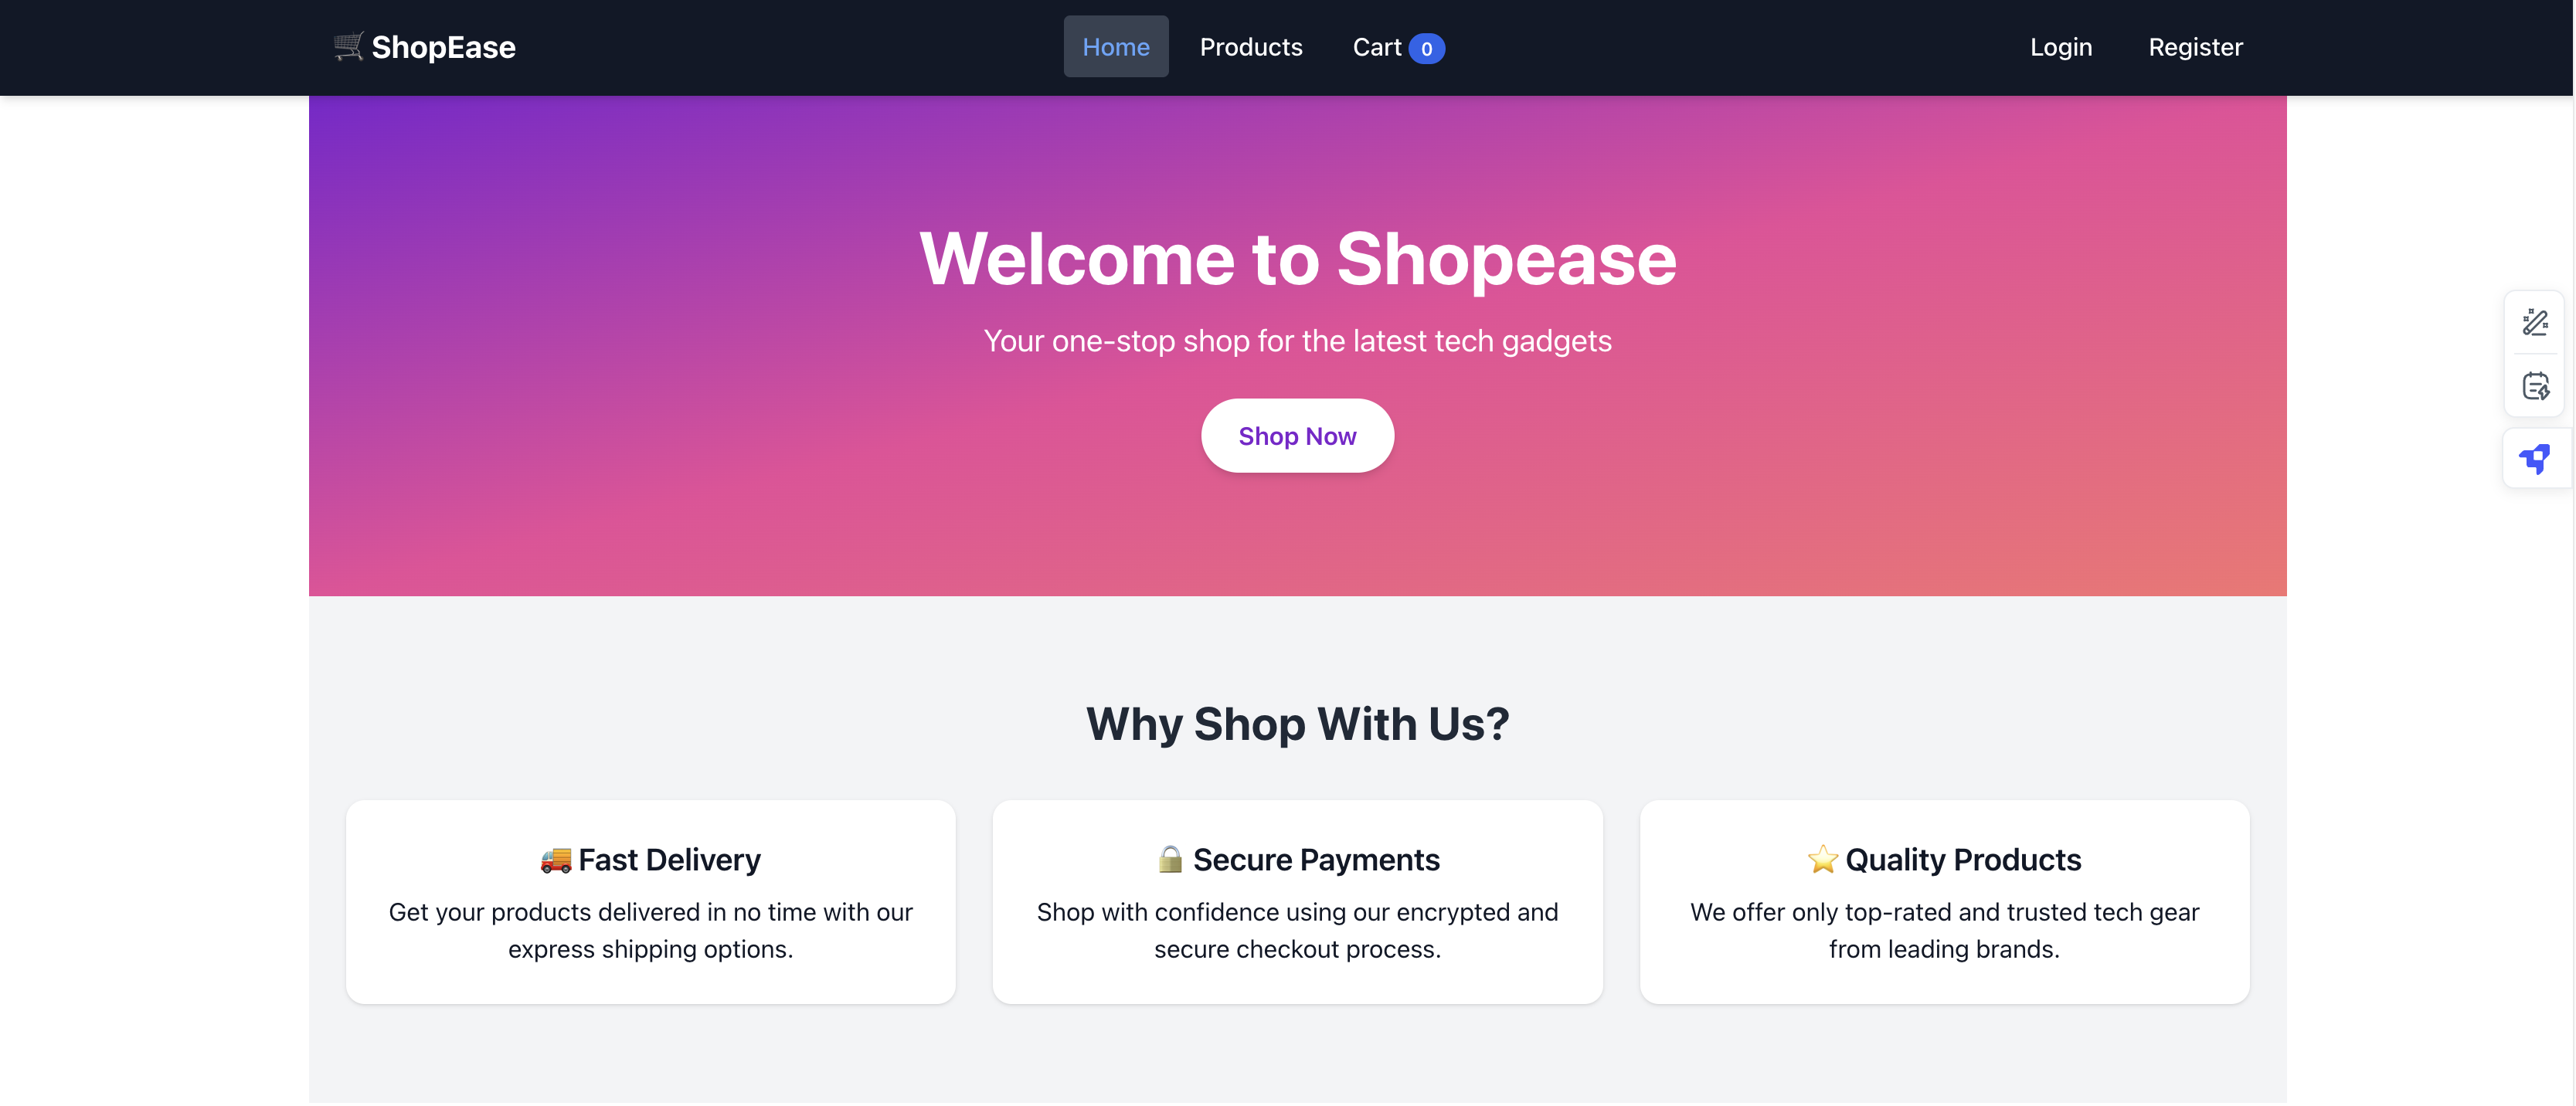 ShopEase
Home
Products
Cart 0
Login
Register
Welcome to Shopease
Your one-stop shop for the latest tech gadgets
Shop Now
Why Shop With Us?
Fast Delivery
Get your products delivered in no time with our
express shipping options.
Secure Payments
Shop with confidence using our encrypted and
secure checkout process.
Quality Products
We offer only top-rated and trusted tech gear
from leading brands.